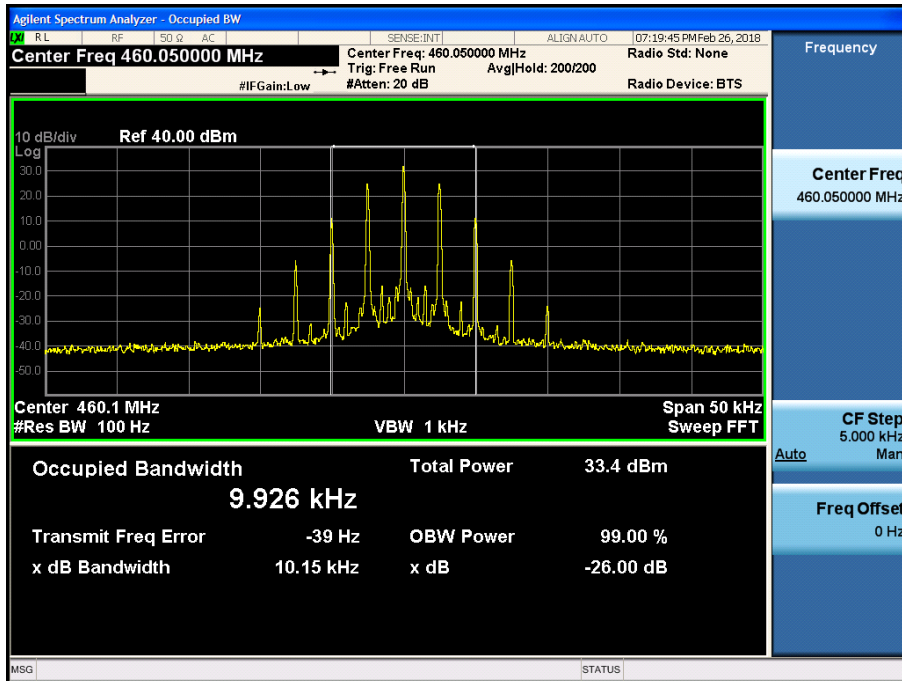 Agilent Spectrum Analyzer - Occupied BW
LXI RL RF 50 Ω AC SENSE:INT ALIGN AUTO 07:19:45 PM Feb 26, 2018
Center Freq 460.050000 MHz
Center Freq: 460.050000 MHz
Radio Std: None
Trig: Free Run Avg|Hold: 200/200
#IFGain:Low
#Atten: 20 dB
Radio Device: BTS
10 dB/div Ref 40.00 dBm
Log
30.0
20.0
10.0
0.00
-10.0
-20.0
-30.0
-40.0
-50.0
Center 460.1 MHz Span 50 kHz
#Res BW 100 Hz VBW 1 kHz Sweep FFT
Occupied Bandwidth Total Power 33.4 dBm
9.926 kHz
Transmit Freq Error -39 Hz OBW Power 99.00 %
x dB Bandwidth 10.15 kHz x dB -26.00 dB
MSG STATUS
Frequency
Center Freq
460.050000 MHz
CF Step
5.000 kHz
Auto Man
Freq Offset
0 Hz